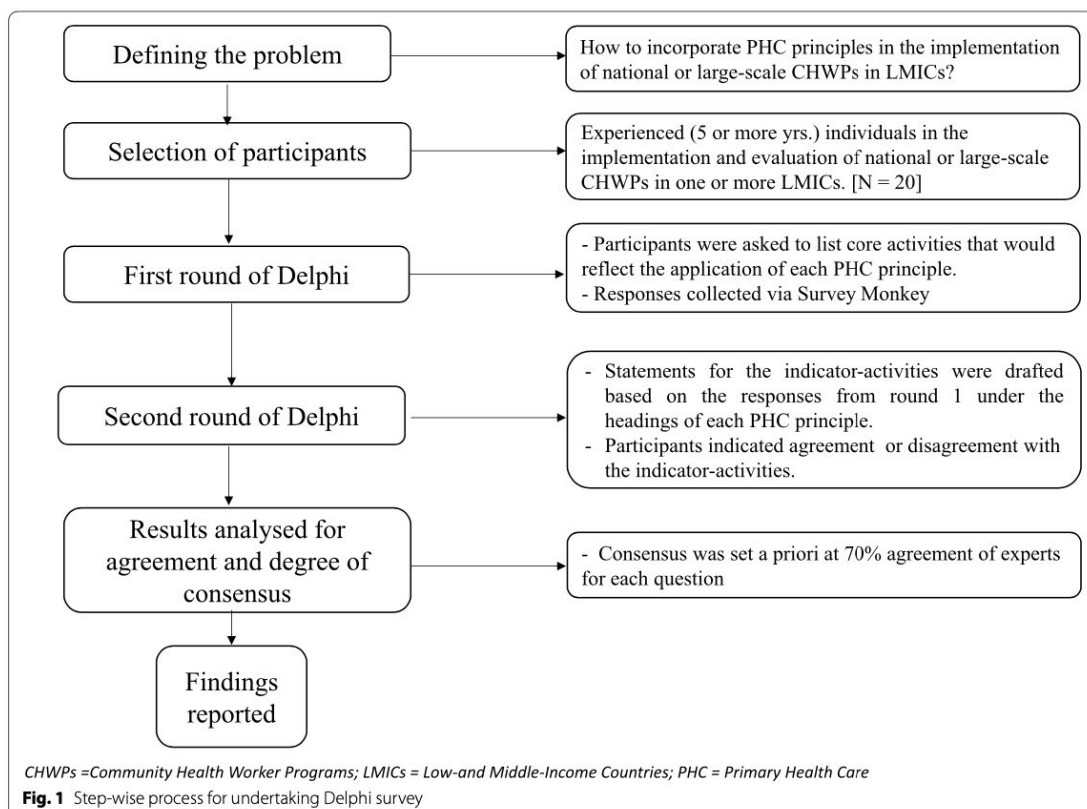 Defining the problem
How to incorporate PHC principles in the implementation
of national or large-scale CHWPs in LMICs?
Selection of participants
Experienced (5 or more yrs.) individuals in the
implementation and evaluation of national or large-scale
CHWPs in one or more LMICs. [N = 20]
First round of Delphi
- Participants were asked to list core activities that would
reflect the application of each PHC principle.
- Responses collected via Survey Monkey
Second round of Delphi
- Statements for the indicator-activities were drafted
based on the responses from round 1 under the
headings of each PHC principle.
- Participants indicated agreement or disagreement with
the indicator-activities.
Results analysed for
agreement and degree of
consensus
- Consensus was set a priori at 70% agreement of experts
for each question
Findings
reported
CHWPs =Community Health Worker Programs; LMICs = Low-and Middle-Income Countries; PHC = Primary Health Care
Fig. 1 Step-wise process for undertaking Delphi survey